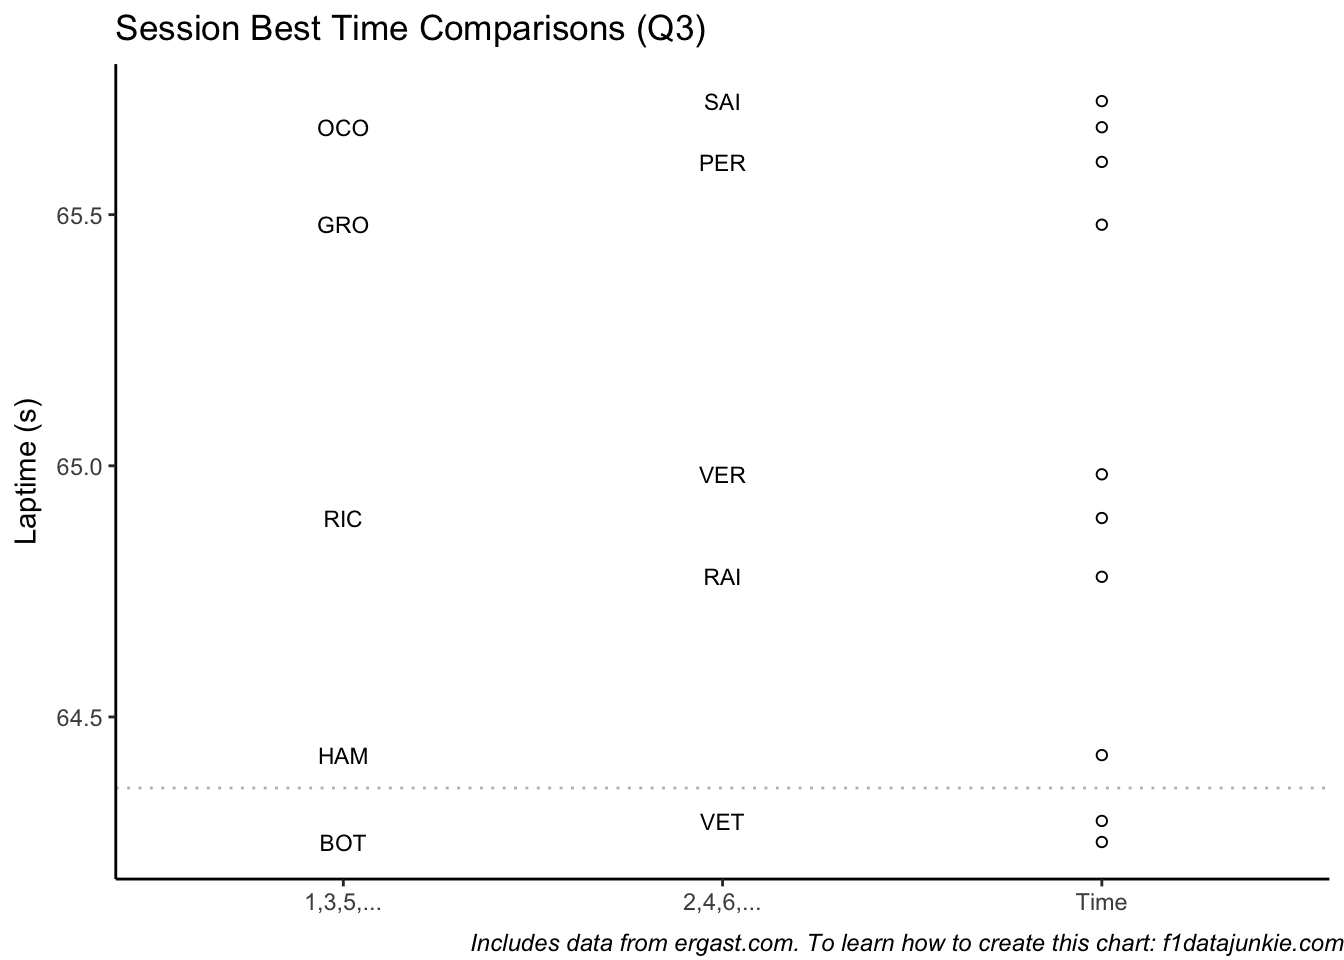 Session Best Time Comparisons (Q3)
SAI
OCO
PER
65.5
GRO
Laptime (s)
65.0
VER
RIC
RAI
64.5
HAM
VET
BOT
1,3,5,...
2,4,6,...
Time
Includes data from ergast.com. To learn how to create this chart: f1datajunkie.com